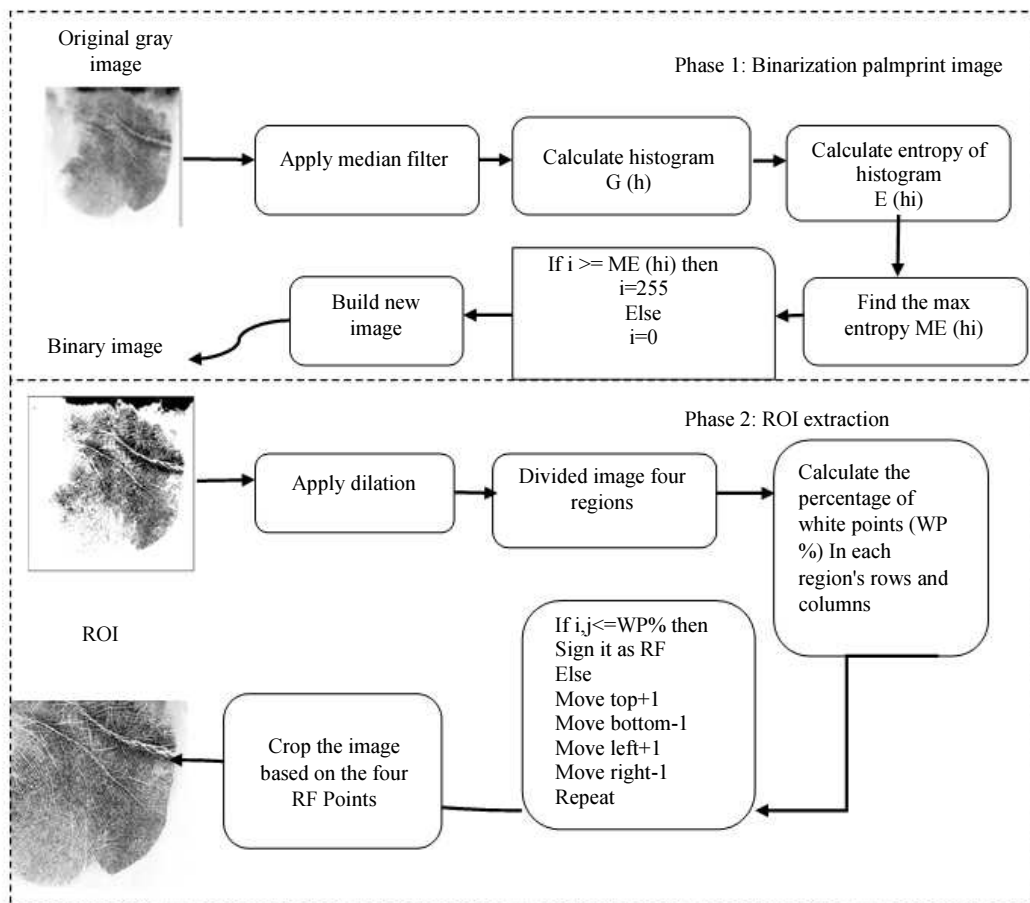 Original gray
image
Phase 1: Binarization palmprint image
Apply median filter
Calculate histogram
G (h)
Calculate entropy of
histogram
E (hi)
Find the max
entropy ME (hi)
If i >= ME (hi) then
i=255
Else
i=0
Build new
image
Binary image
Phase 2: ROI extraction
Apply dilation
Divided image four
regions
Calculate the
percentage of
white points (WP
%) In each
region's rows and
columns
If i,j<=WP% then
Sign it as RF
Else
Move top+1
Move bottom-1
Move left+1
Move right-1
Repeat
Crop the image
based on the four
RF Points
ROI